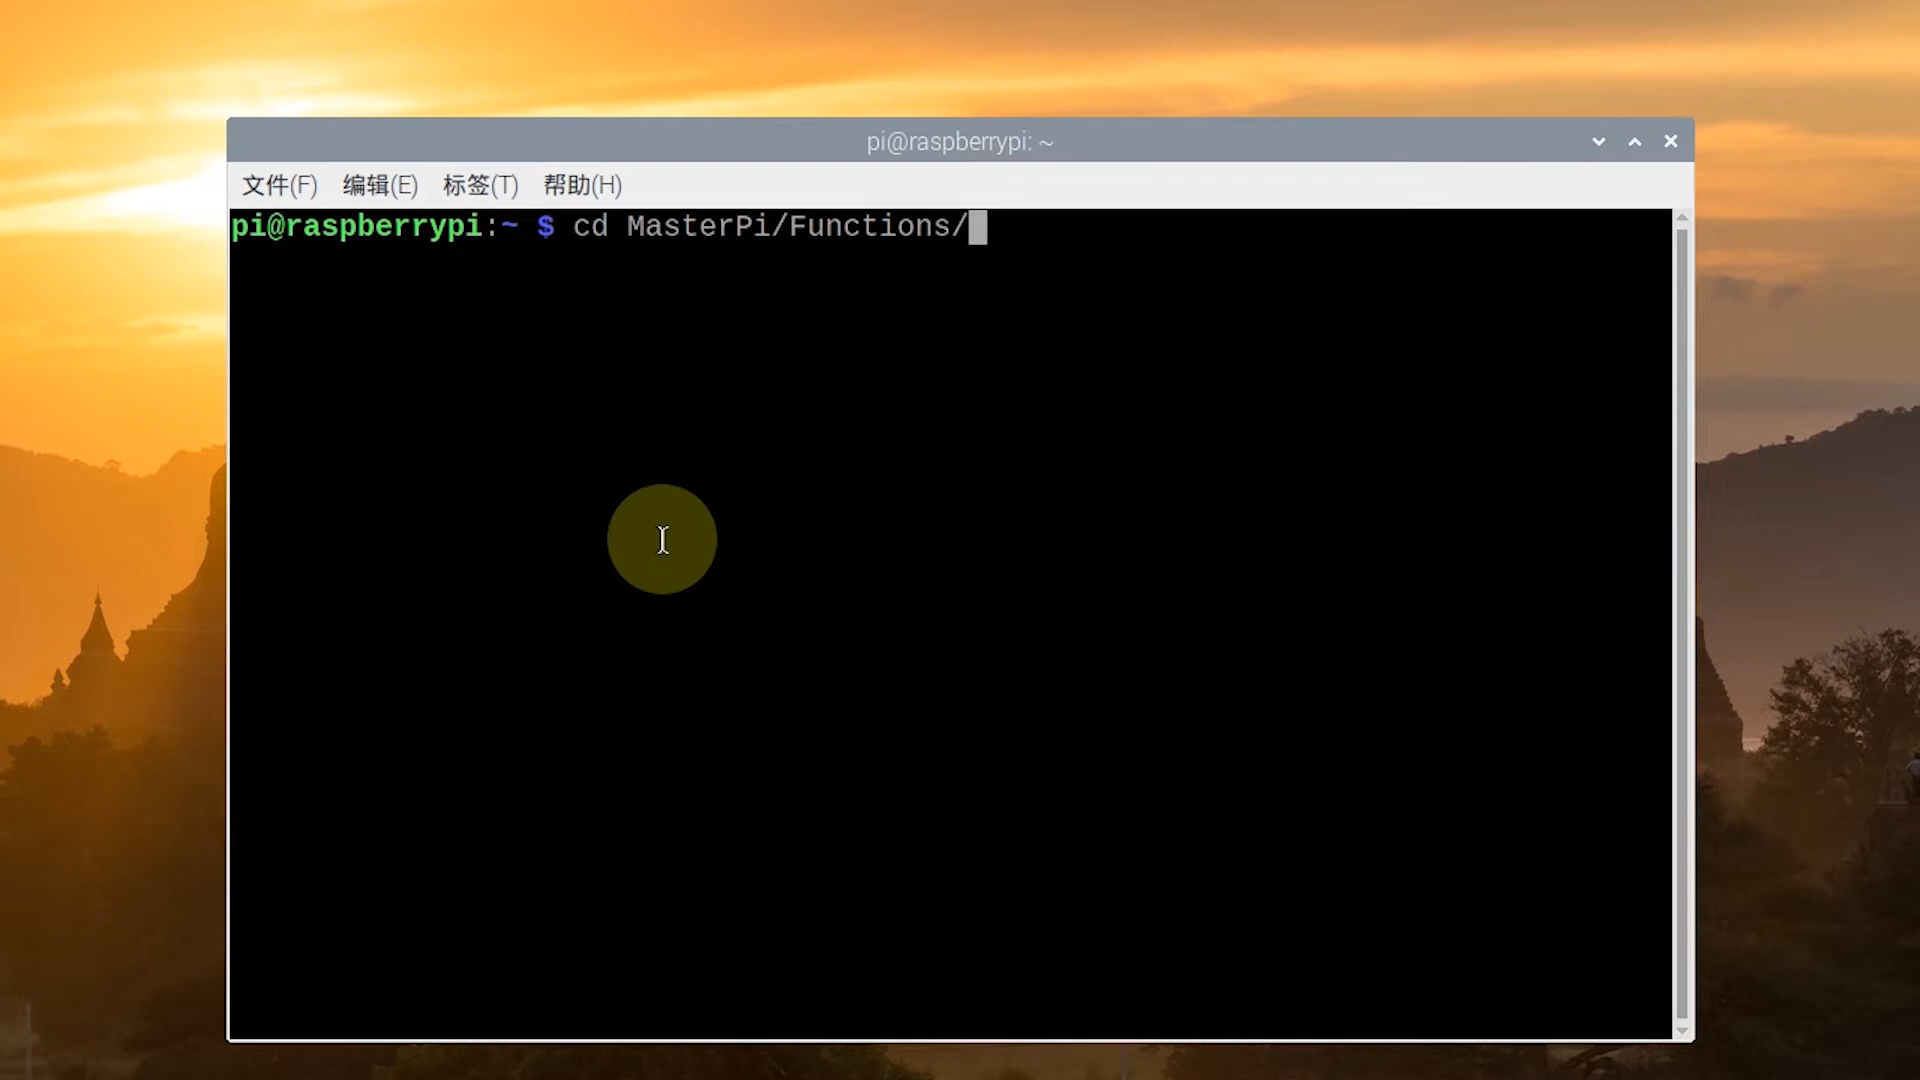 pi@raspberrypi: ~
文件(F) 编辑(E) 标签(T) 帮助(H)
pi@raspberrypi:~ $ cd MasterPi/Functions/